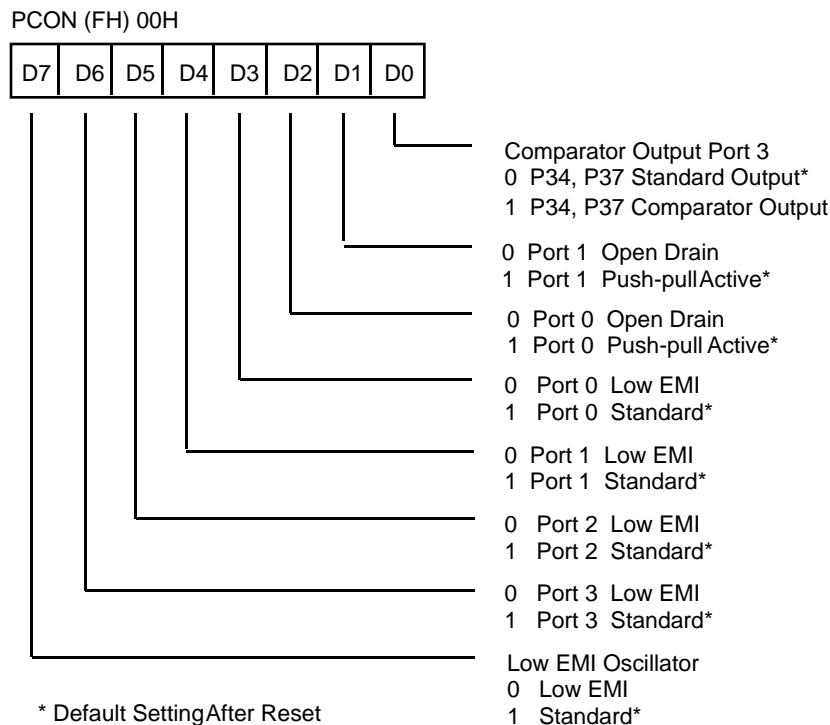 PCON (FH) 00H
D7 D6 D5 D4 D3 D2 D1 D0
Comparator Output Port 3
0 P34, P37 Standard Output*
1 P34, P37 Comparator Output
0 Port 1 Open Drain
1 Port 1 Push-pullActive*
0 Port 0 Open Drain
1 Port 0 Push-pull Active*
0 Port 0 Low EMI
1 Port 0 Standard*
0 Port 1 Low EMI
1 Port 1 Standard*
0 Port 2 Low EMI
1 Port 2 Standard*
0 Port 3 Low EMI
1 Port 3 Standard*
Low EMI Oscillator
0 Low EMI
1 Standard*
* Default SettingAfter Reset